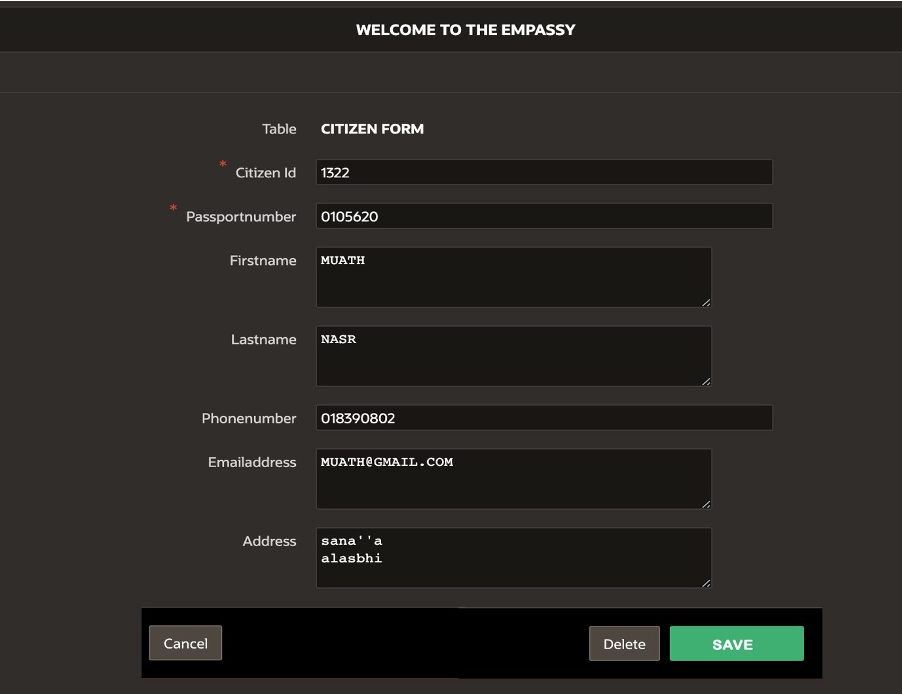 WELCOME TO THE EMPASSY
Table CITIZEN FORM
* Citizen Id 1322
* Passportnumber 0105620
Firstname MUATH
Lastname NASR
Phonenumber 018390802
Emailaddress MUATH@GMAIL.COM
Address sana''a
alasbhi
Cancel Delete SAVE